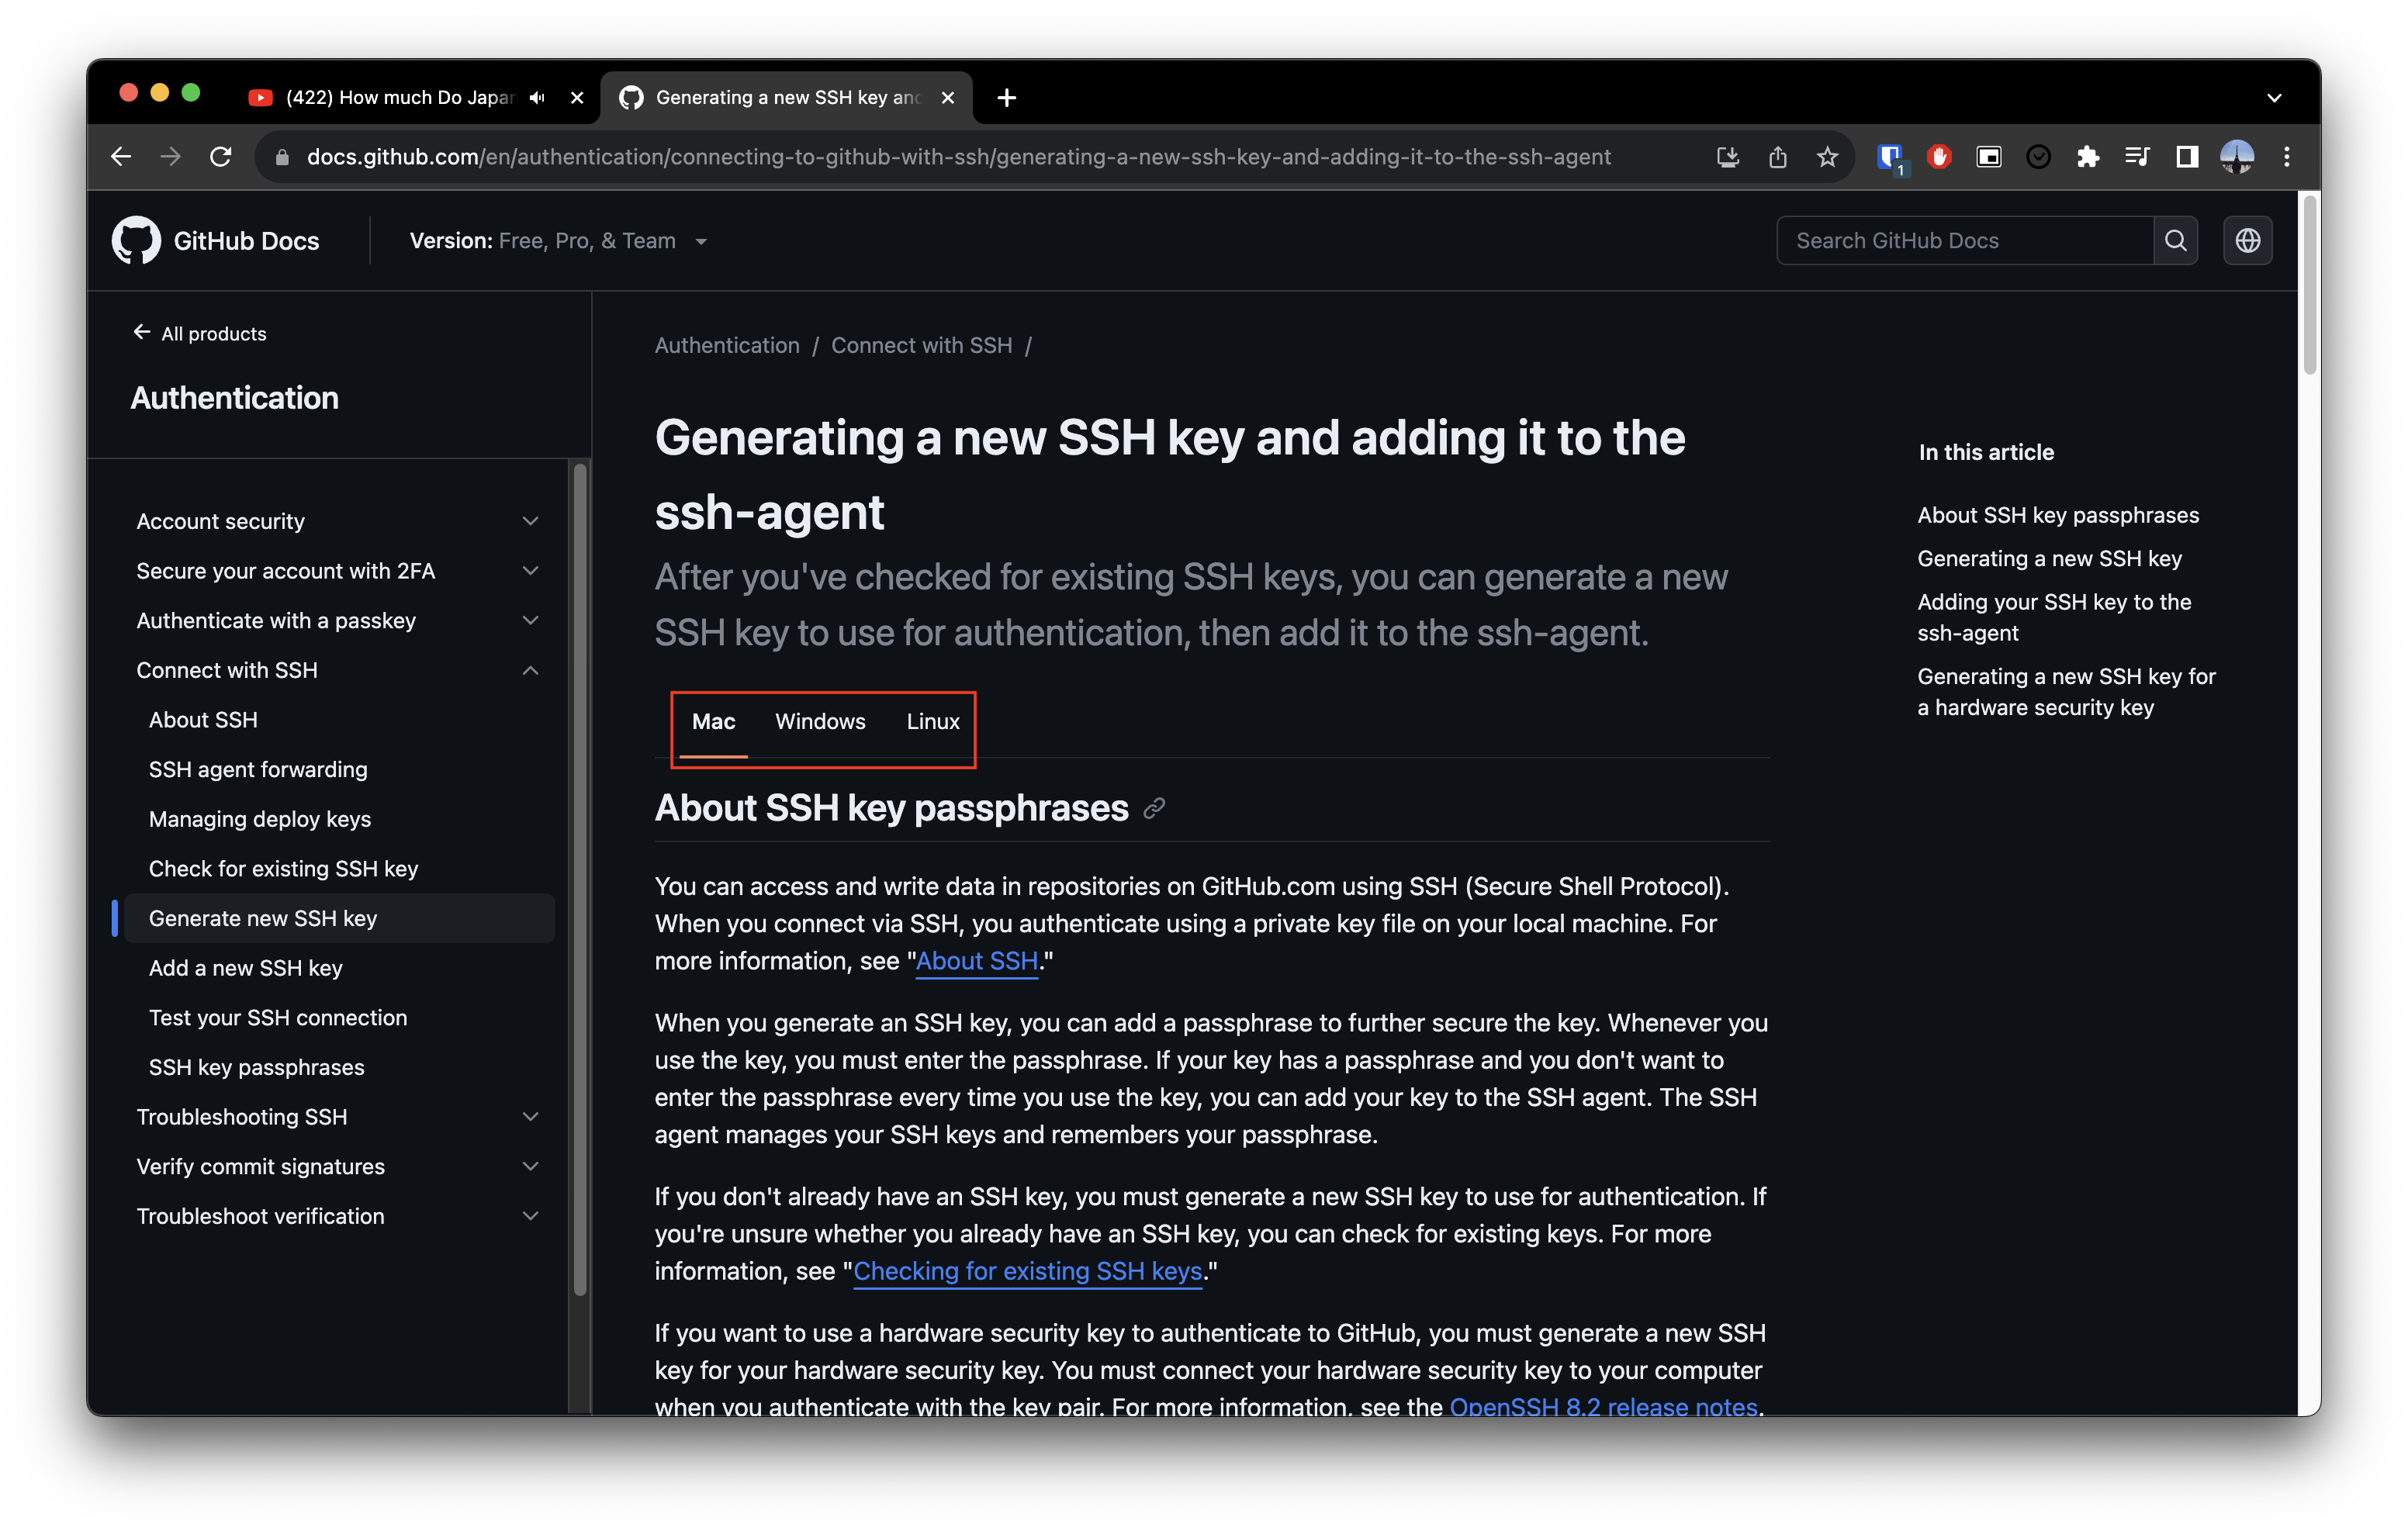 (422) How much Do Japan
Generating a new SSH key and
docs.github.com/en/authentication/connecting-to-github-with-ssh/generating-a-new-ssh-key-and-adding-it-to-the-ssh-agent
1
GitHub Docs
Version: Free, Pro, & Team
Search GitHub Docs
All products
Authentication
Account security
Secure your account with 2FA
Authenticate with a passkey
Connect with SSH
About SSH
SSH agent forwarding
Managing deploy keys
Check for existing SSH key
Generate new SSH key
Add a new SSH key
Test your SSH connection
SSH key passphrases
Troubleshooting SSH
Verify commit signatures
Troubleshoot verification
Authentication / Connect with SSH /
Generating a new SSH key and adding it to the
ssh-agent
After you've checked for existing SSH keys, you can generate a new
SSH key to use for authentication, then add it to the ssh-agent.
Mac Windows Linux
About SSH key passphrases
You can access and write data in repositories on GitHub.com using SSH (Secure Shell Protocol).
When you connect via SSH, you authenticate using a private key file on your local machine. For
more information, see "About SSH."
When you generate an SSH key, you can add a passphrase to further secure the key. Whenever you
use the key, you must enter the passphrase. If your key has a passphrase and you don't want to
enter the passphrase every time you use the key, you can add your key to the SSH agent. The SSH
agent manages your SSH keys and remembers your passphrase.
If you don't already have an SSH key, you must generate a new SSH key to use for authentication. If
you're unsure whether you already have an SSH key, you can check for existing keys. For more
information, see "Checking for existing SSH keys."
If you want to use a hardware security key to authenticate to GitHub, you must generate a new SSH
key for your hardware security key. You must connect your hardware security key to your computer
when you authenticate with the key pair. For more information, see the OpenSSH 8.2 release notes.
In this article
About SSH key passphrases
Generating a new SSH key
Adding your SSH key to the
ssh-agent
Generating a new SSH key for
a hardware security key